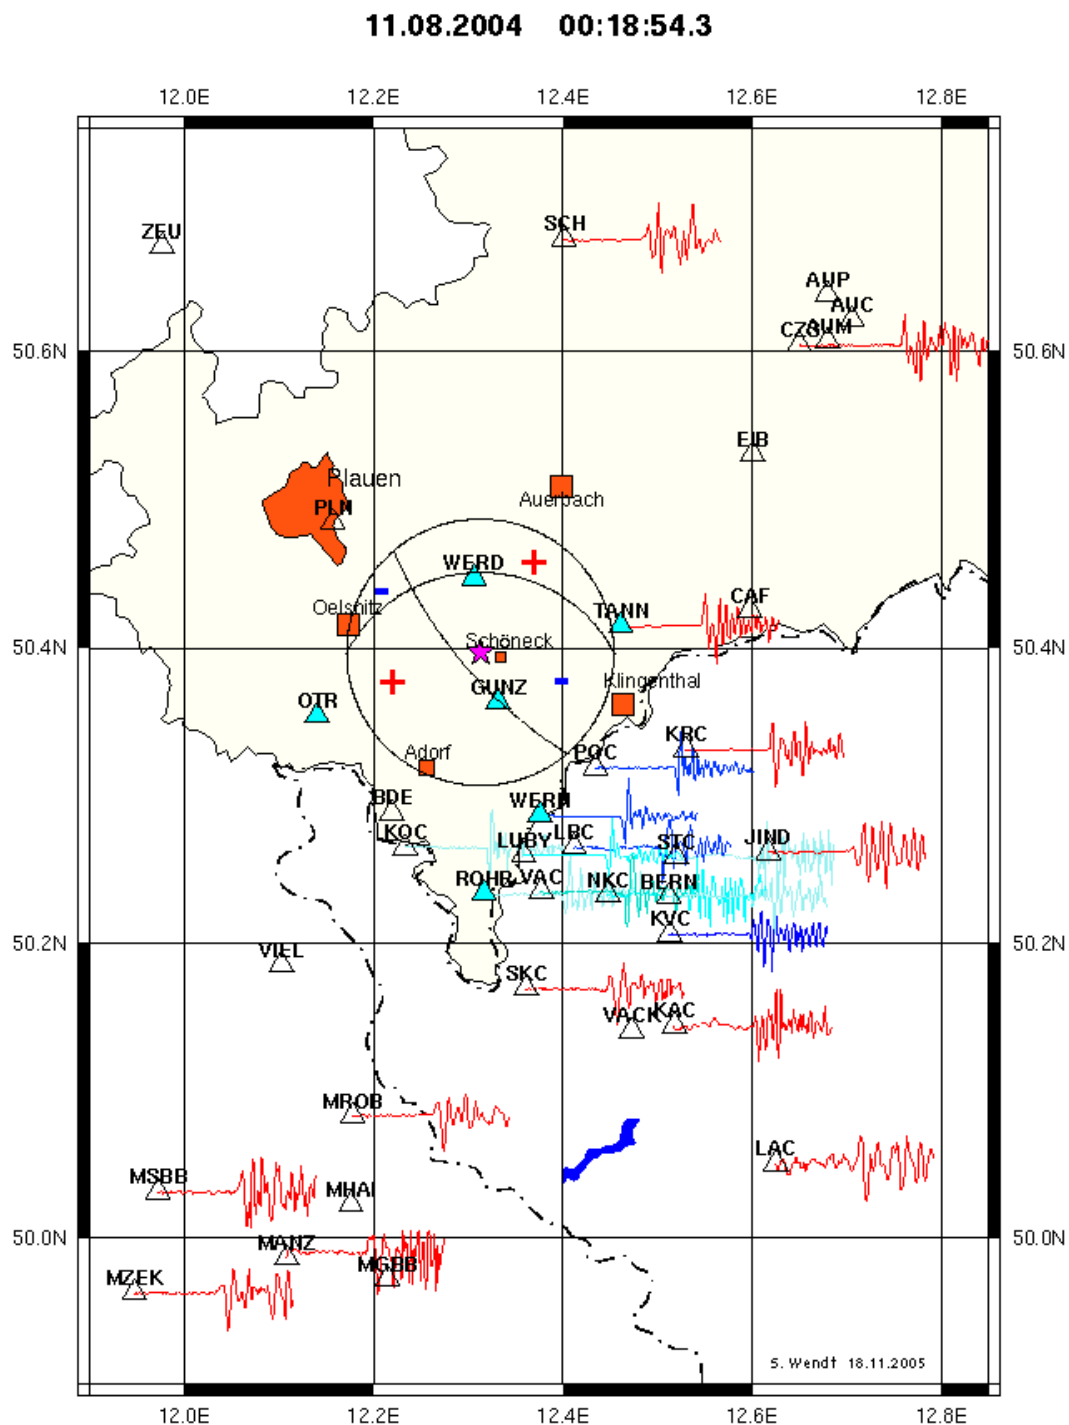 11.08.2004 00:18:54.3
12.0E 12.2E 12.4E 12.6E 12.8E
SCH
ZEU
AUP
AUC
CZS AUM
50.6N 50.6N
EIB
Plauen
Auerbach
PLN
WERD
CAF
Oelsnitz TANN
50.4N Schöneck 50.4N
Klingenthal
GUNZ
OTR
KRC
Adorf POC
BDE WERN
KOC LUBY LBC STC JIND
ROHR VAC NKC BERN
KVC
50.2N 50.2N
VIEL
SKC
VACK KAC
MROB
LAC
MSBB MHAI
50.0N 50.0N
MANZ
MGBB
MZEK
S. Wendt 18.11.2005
12.0E 12.2E 12.4E 12.6E 12.8E